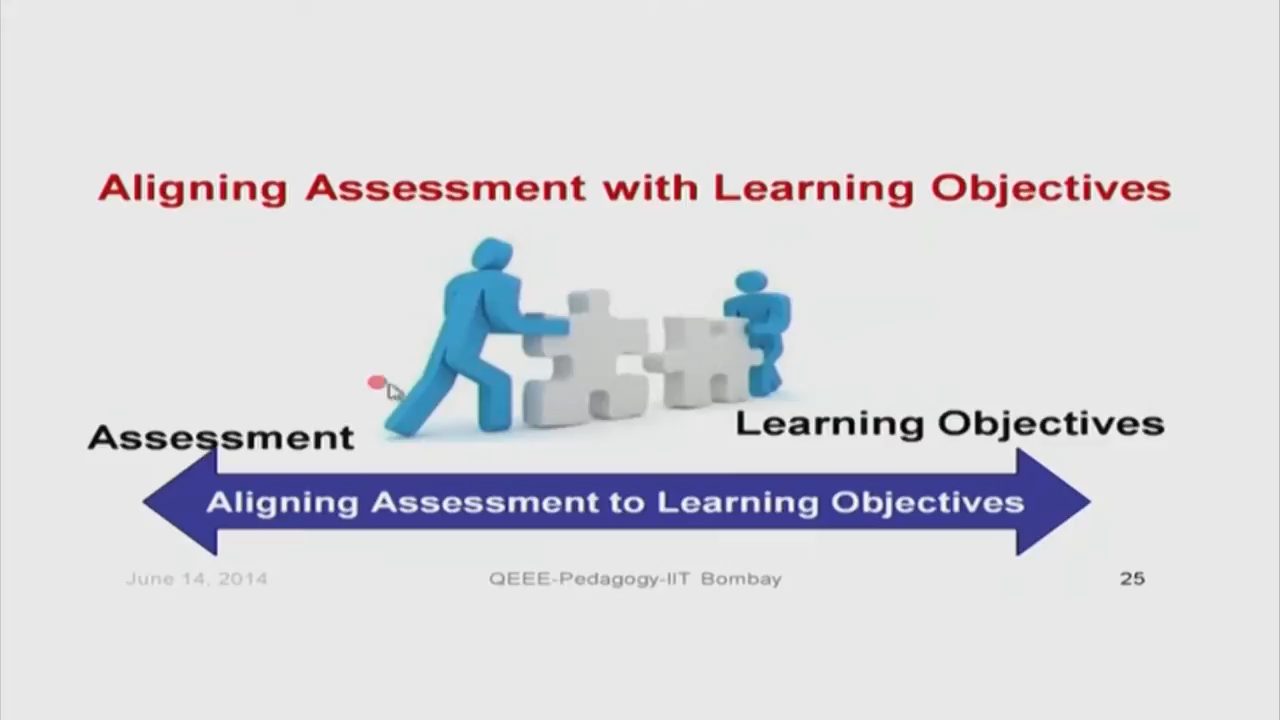 Aligning Assessment with Learning Objectives
Assessment
Learning Objectives
Aligning Assessment to Learning Objectives
June 14, 2014
QEEE-Pedagogy-IIT Bombay
25